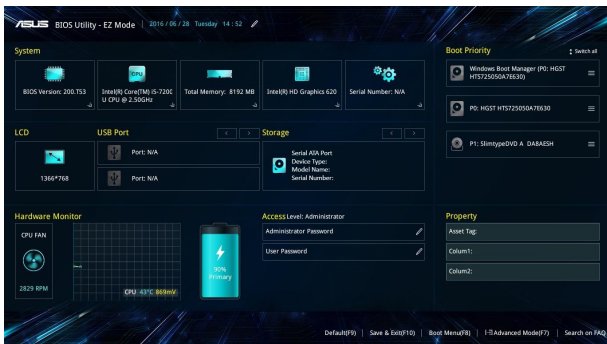 ASUS BIOS Utility - EZ Mode | 2016 / 06 / 28 Tuesday 14 : 52
System
BIOS Version: 200.T53
CPU
Intel(R) Core(TM) i5-7200
U CPU @ 2.50GHz
Total Memory: 8192 MB
Intel(R) HD Graphics 620
Serial Number: N/A
Boot Priority
Switch all
Windows Boot Manager (P0: HGST
HTS725050A7E630)
P0: HGST HTS725050A7E630
P1: SlimtypeDVD A DA8AESH
LCD
1366*768
USB Port
Port: N/A
Port: N/A
Storage
Serial ATA Port
Device Type:
Model Name:
Serial Number:
Hardware Monitor
CPU FAN
2829 RPM
CPU 43°C 869mV
90%
Primary
Access Level: Administrator
Administrator Password
User Password
Property
Asset Tag:
Colum1:
Colum2:
Default(F9) | Save & Exit(F10) | Boot Menu(F8) | Advanced Mode(F7) | Search on FAQ